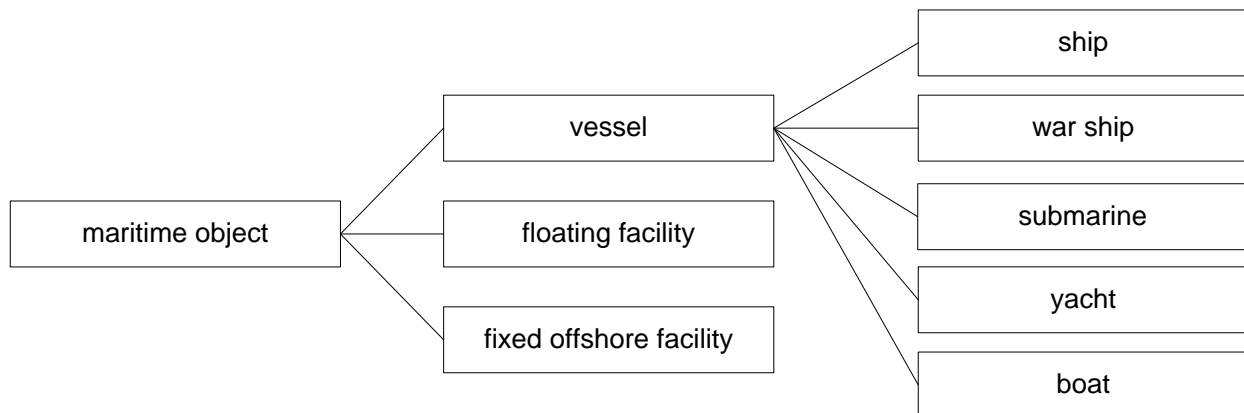 maritime object
vessel
floating facility
fixed offshore facility
ship
war ship
submarine
yacht
boat